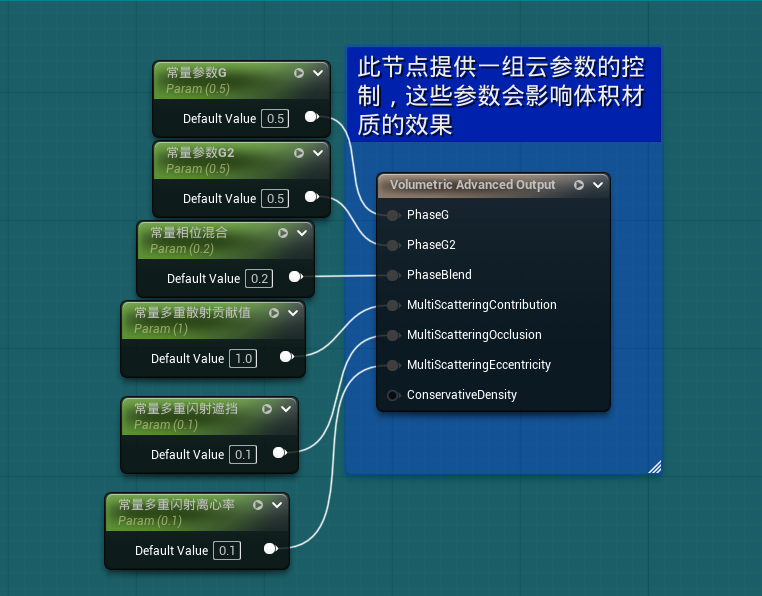 此节点提供一组云参数的控
制，这些参数会影响体积材
质的效果
常量参数G
Param (0.5)
Default Value 0.5
常量参数G2
Param (0.5)
Default Value 0.5
常量相位混合
Param (0.2)
Default Value 0.2
常量多重散射贡献值
Param (1)
Default Value 1.0
常量多重闪射遮挡
Param (0.1)
Default Value 0.1
常量多重闪射离心率
Param (0.1)
Default Value 0.1
Volumetric Advanced Output
PhaseG
PhaseG2
PhaseBlend
MultiScatteringContribution
MultiScatteringOcclusion
MultiScatteringEccentricity
ConservativeDensity